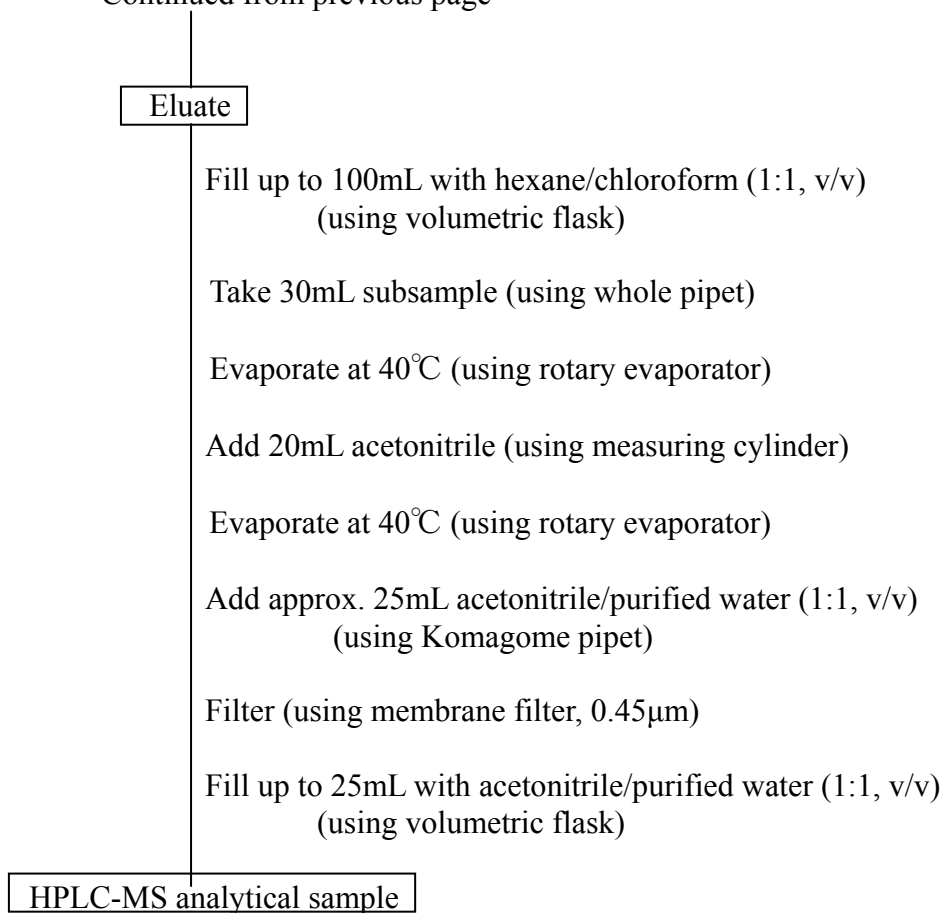 Continued from previous page
Eluate
Fill up to 100mL with hexane/chloroform (1:1, v/v)
(using volumetric flask)
Take 30mL subsample (using whole pipet)
Evaporate at 40℃ (using rotary evaporator)
Add 20mL acetonitrile (using measuring cylinder)
Evaporate at 40℃ (using rotary evaporator)
Add approx. 25mL acetonitrile/purified water (1:1, v/v)
(using Komagome pipet)
Filter (using membrane filter, 0.45μm)
Fill up to 25mL with acetonitrile/purified water (1:1, v/v)
(using volumetric flask)
HPLC-MS analytical sample